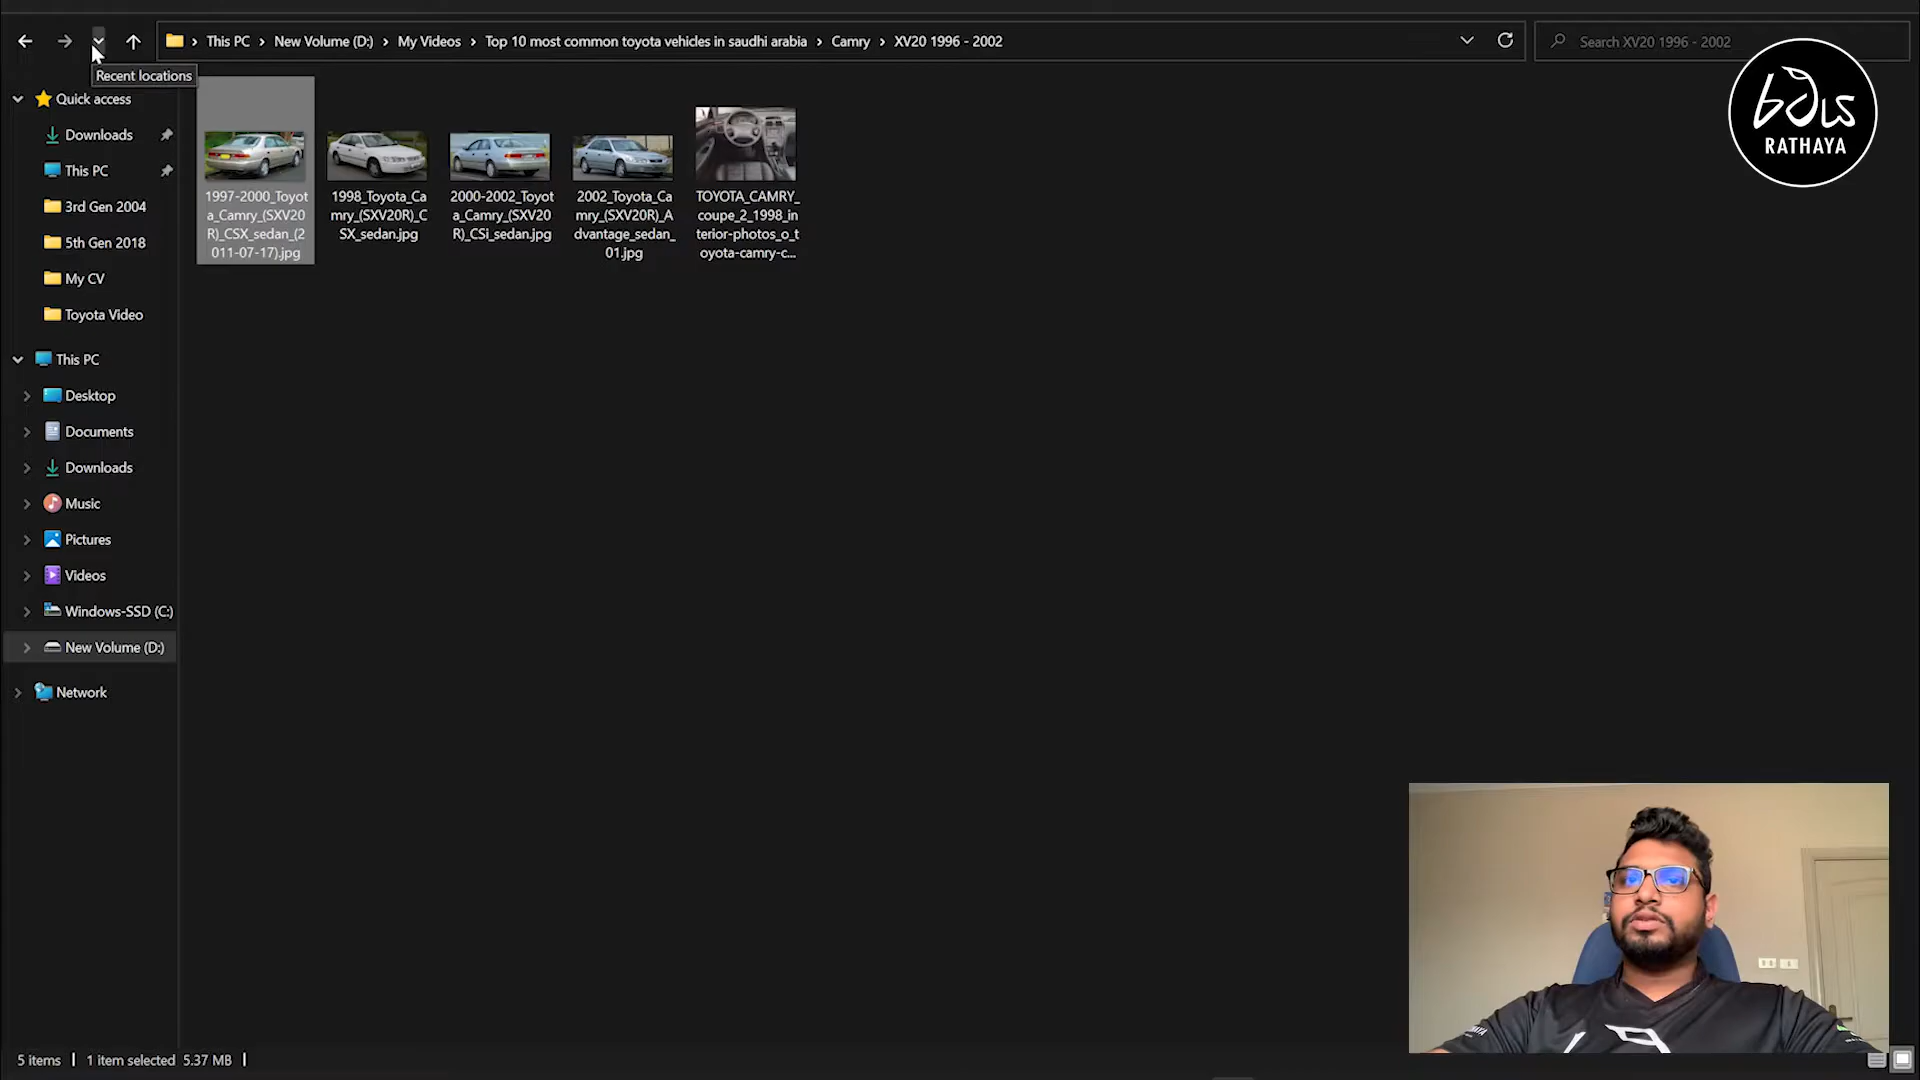 This PC
New Volume (D:)
My Videos
Top 10 most common toyota vehicles in saudhi arabia
Camry
XV20 1996 - 2002
Search XV20 1996 - 2002
Recent locations
RATHAYA
Quick access
Downloads
This PC
3rd Gen 2004
5th Gen 2018
My CV
Toyota Video
This PC
Desktop
Documents
Downloads
Music
Pictures
Videos
Windows-SSD (C:)
New Volume (D:)
Network
1997-2000_Toyot
a_Camry_(SXV20
R)_CSX_sedan_(2
011-07-17).jpg
1998_Toyota_Ca
mry_(SXV20R)_C
SX_sedan.jpg
2000-2002_Toyot
a_Camry_(SXV20
R)_CSi_sedan.jpg
2002_Toyota_Ca
mry_(SXV20R)_A
dvantage_sedan_
01.jpg
TOYOTA_CAMRY_
coupe_2_1998_in
terior-photos_o_t
oyota-camry-c...
5 items
1 item selected 5.37 MB